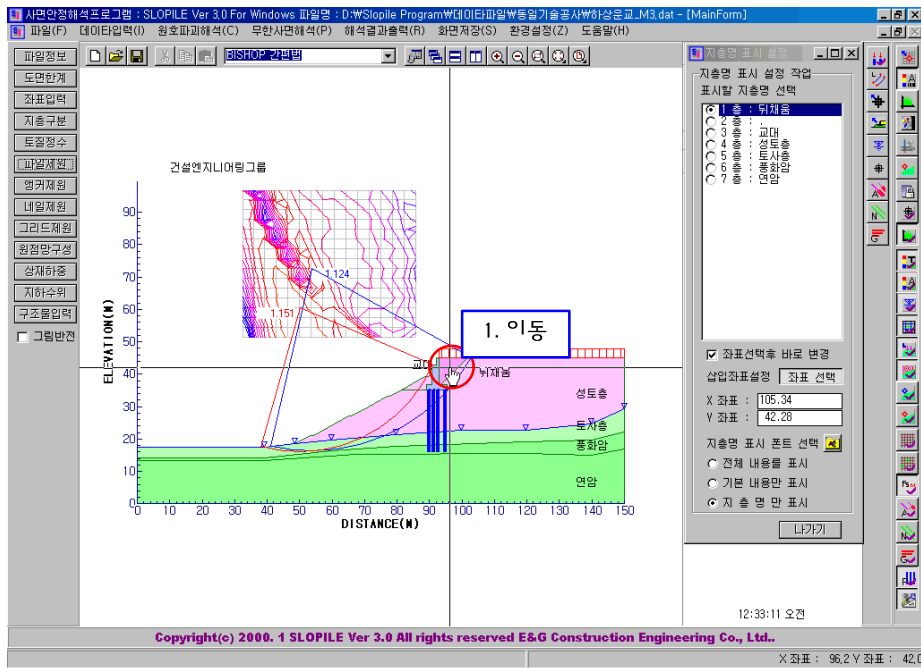 사면안정해석프로그램 : SLOPILE Ver 3.0 For Windows 파일명 : D:\Slopile Program\데이타파일\동일기술공사\하상운교_M3.dat - [MainForm]
파일(F) 데이타입력(I) 원호파괴해석(C) 무한사면해석(P) 해석결과출력(R) 화면저장(S) 환경설정(Z) 도움말(H)
파일정보
도면한계
좌표입력
지층구분
토질정수
파일제원
앵커제원
네일제원
그리드제원
원점망구성
상재하중
지하수위
구조물입력
그림반전
BISHOP 간편법
건설엔지니어링그룹
ELEVATION(M)
90
80
70
60
50
40
30
20
10
0
0 10 20 30 40 50 60 70 80 90 100 110 120 130 140 150
DISTANCE(M)
1.124
1.151
1. 이동
교대
뒤채움
성토층
토사층
풍화암
연암
지층명 표시 설정
지층명 표시 설정 작업
표시할 지층명 선택
1 층 : 뒤채움
2 층 : .
3 층 : 교대
4 층 : 성토층
5 층 : 토사층
6 층 : 풍화암
7 층 : 연암
좌표선택후 바로 변경
삽입좌표설정 좌표 선택
X 좌표 : 105.34
Y 좌표 : 42.28
지층명 표시 폰트 선택
전체 내용을 표시
기본 내용만 표시
지 층 명 만 표시
나가기
12:33:11 오전
Copyright(c) 2000. 1 SLOPILE Ver 3.0 All rights reserved E&G Construction Engineering Co., Ltd..
X 좌표 : 96.2 Y 좌표 : 42.